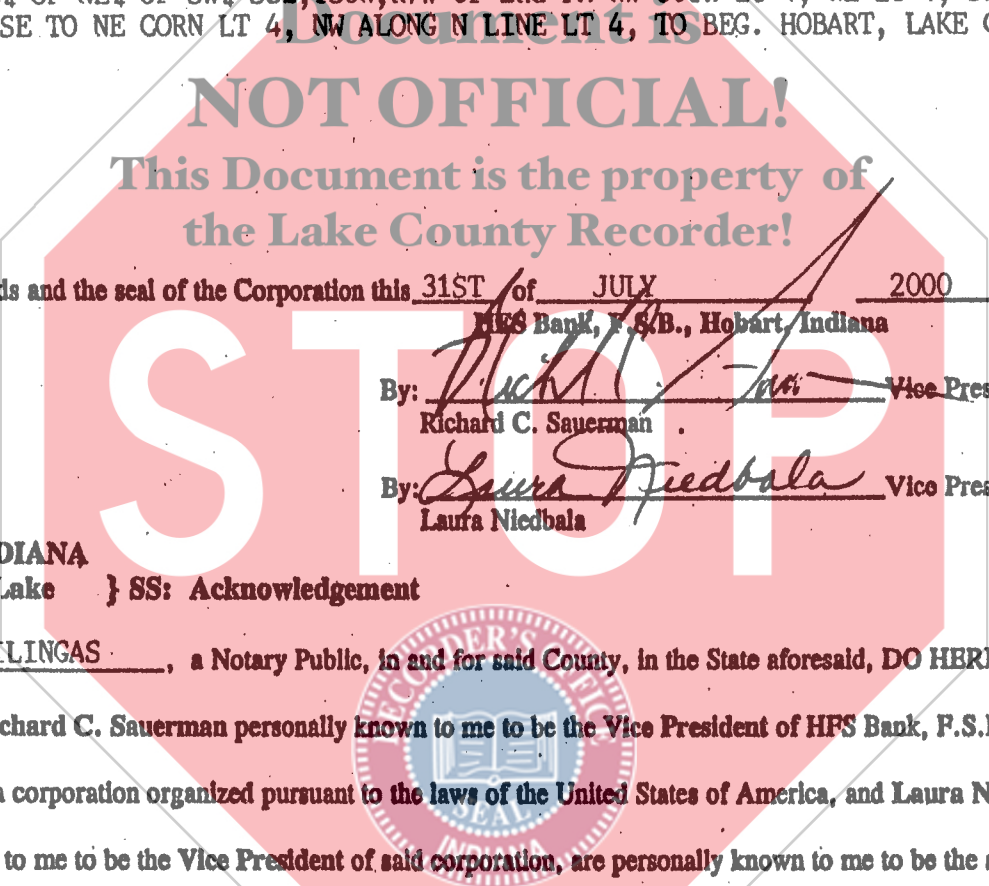 SE TO NE CORN LT 4, NW ALONG N LINE LT 4, TO BEG. HOBART, LAKE
Document is
NOT OFFICIAL!
This Document is the property of
the Lake County Recorder!
and the seal of the Corporation this 31ST of JULY 2000
HFS Bank, F.S.B., Hobart, Indiana
By: Vice Pres
Richard C. Sauerman
By: Laura Niedbala Vice Pres
Laura Niedbala
STOP
DIANA
Lake } SS: Acknowledgement
LINGAS, a Notary Public, in and for said County, in the State aforesaid, DO HERE
chard C. Sauerman personally known to me to be the Vice President of HFS Bank, F.S.
a corporation organized pursuant to the laws of the United States of America, and Laura N
to me to be the Vice President of said corporation, are personally known to me to be the
RECORDER'S OFFICE
SEAL
INDIANA